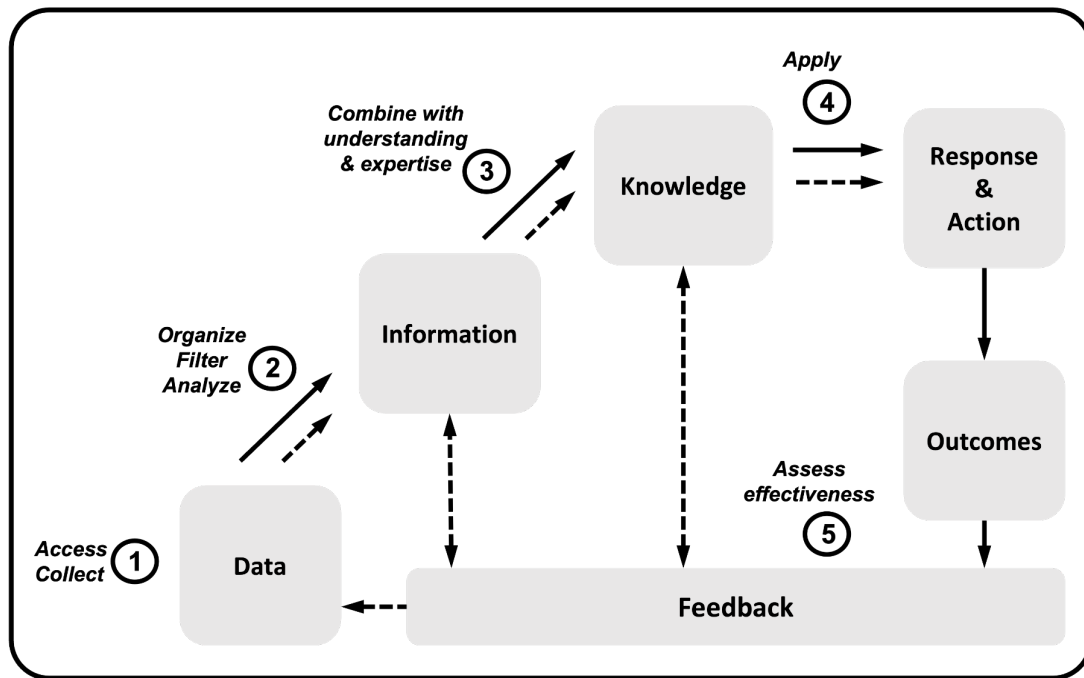 Apply
4
Combine with
understanding
& expertise
3
Knowledge
Response
&
Action
Organize
Filter
Analyze
2
Information
Outcomes
Assess
effectiveness
5
Access
Collect
1
Data
Feedback